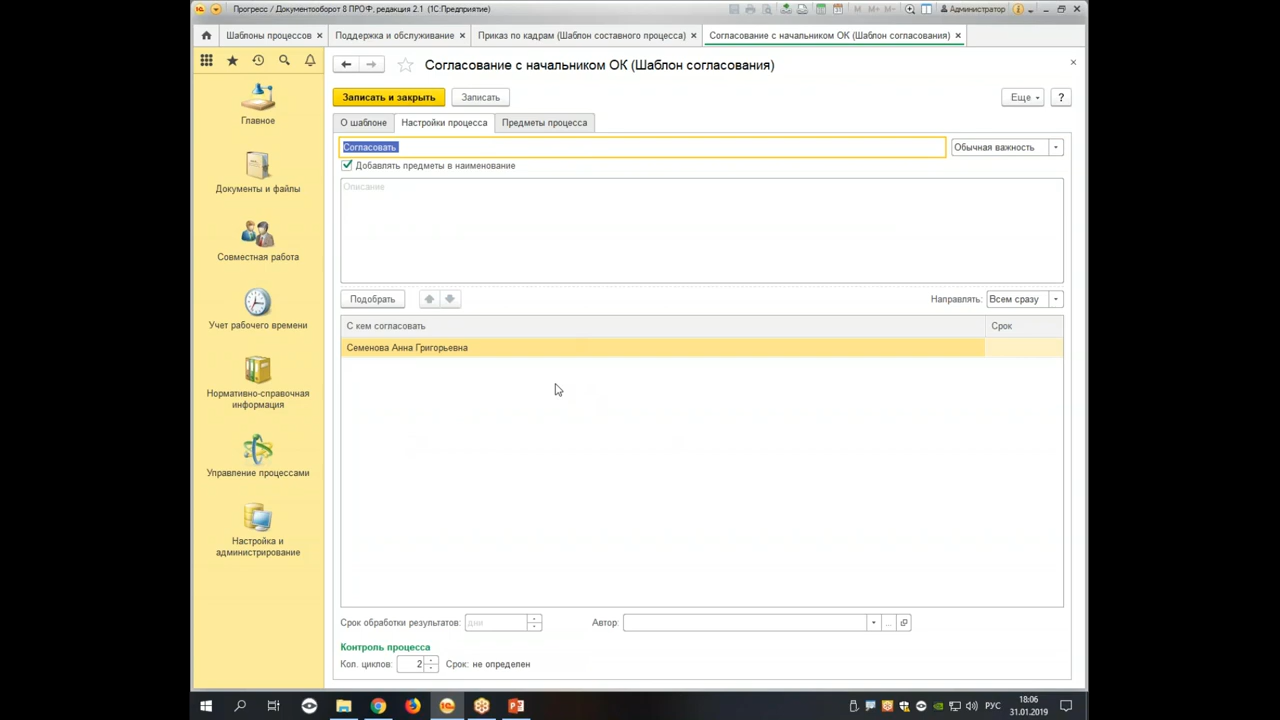 Прогресс / Документооборот 8 ПРОФ, редакция 2.1 (1С:Предприятие)
M M+ M-
Администратор
Шаблоны процессов
Поддержка и обслуживание
Приказ по кадрам (Шаблон составного процесса)
Согласование с начальником ОК (Шаблон согласования)
Согласование с начальником ОК (Шаблон согласования)
Записать и закрыть
Записать
Еще
?
О шаблоне
Настройки процесса
Предметы процесса
Согласовать
Обычная важность
Добавлять предметы в наименование
Описание
Подобрать
Направлять: Всем сразу
С кем согласовать
Срок
Семенова Анна Григорьевна
Срок обработки результатов: дни
Автор:
Контроль процесса
Кол. циклов: 2
Срок: не определен
Главное
Документы и файлы
Совместная работа
Учет рабочего времени
Нормативно-справочная
информация
Управление процессами
Настройка и
администрирование
РУС
18:06
31.01.2019